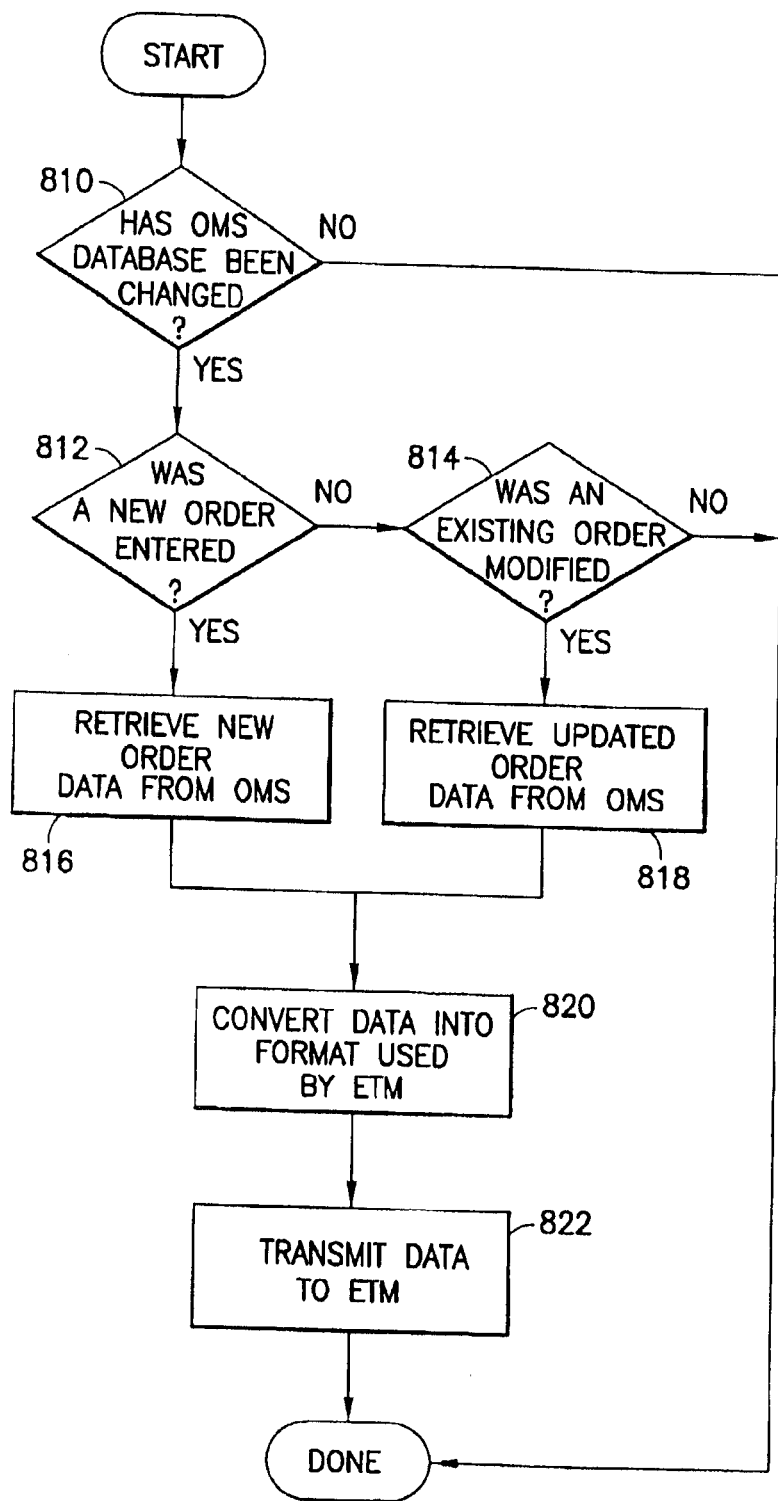 START
810
HAS OMS
DATABASE BEEN
CHANGED
?
NO
YES
812
WAS
A NEW ORDER
ENTERED
?
NO
YES
814
WAS AN
EXISTING ORDER
MODIFIED
?
NO
YES
RETRIEVE NEW
ORDER
DATA FROM OMS
816
RETRIEVE UPDATED
ORDER
DATA FROM OMS
818
CONVERT DATA INTO
FORMAT USED
BY ETM
820
TRANSMIT DATA
TO ETM
822
DONE